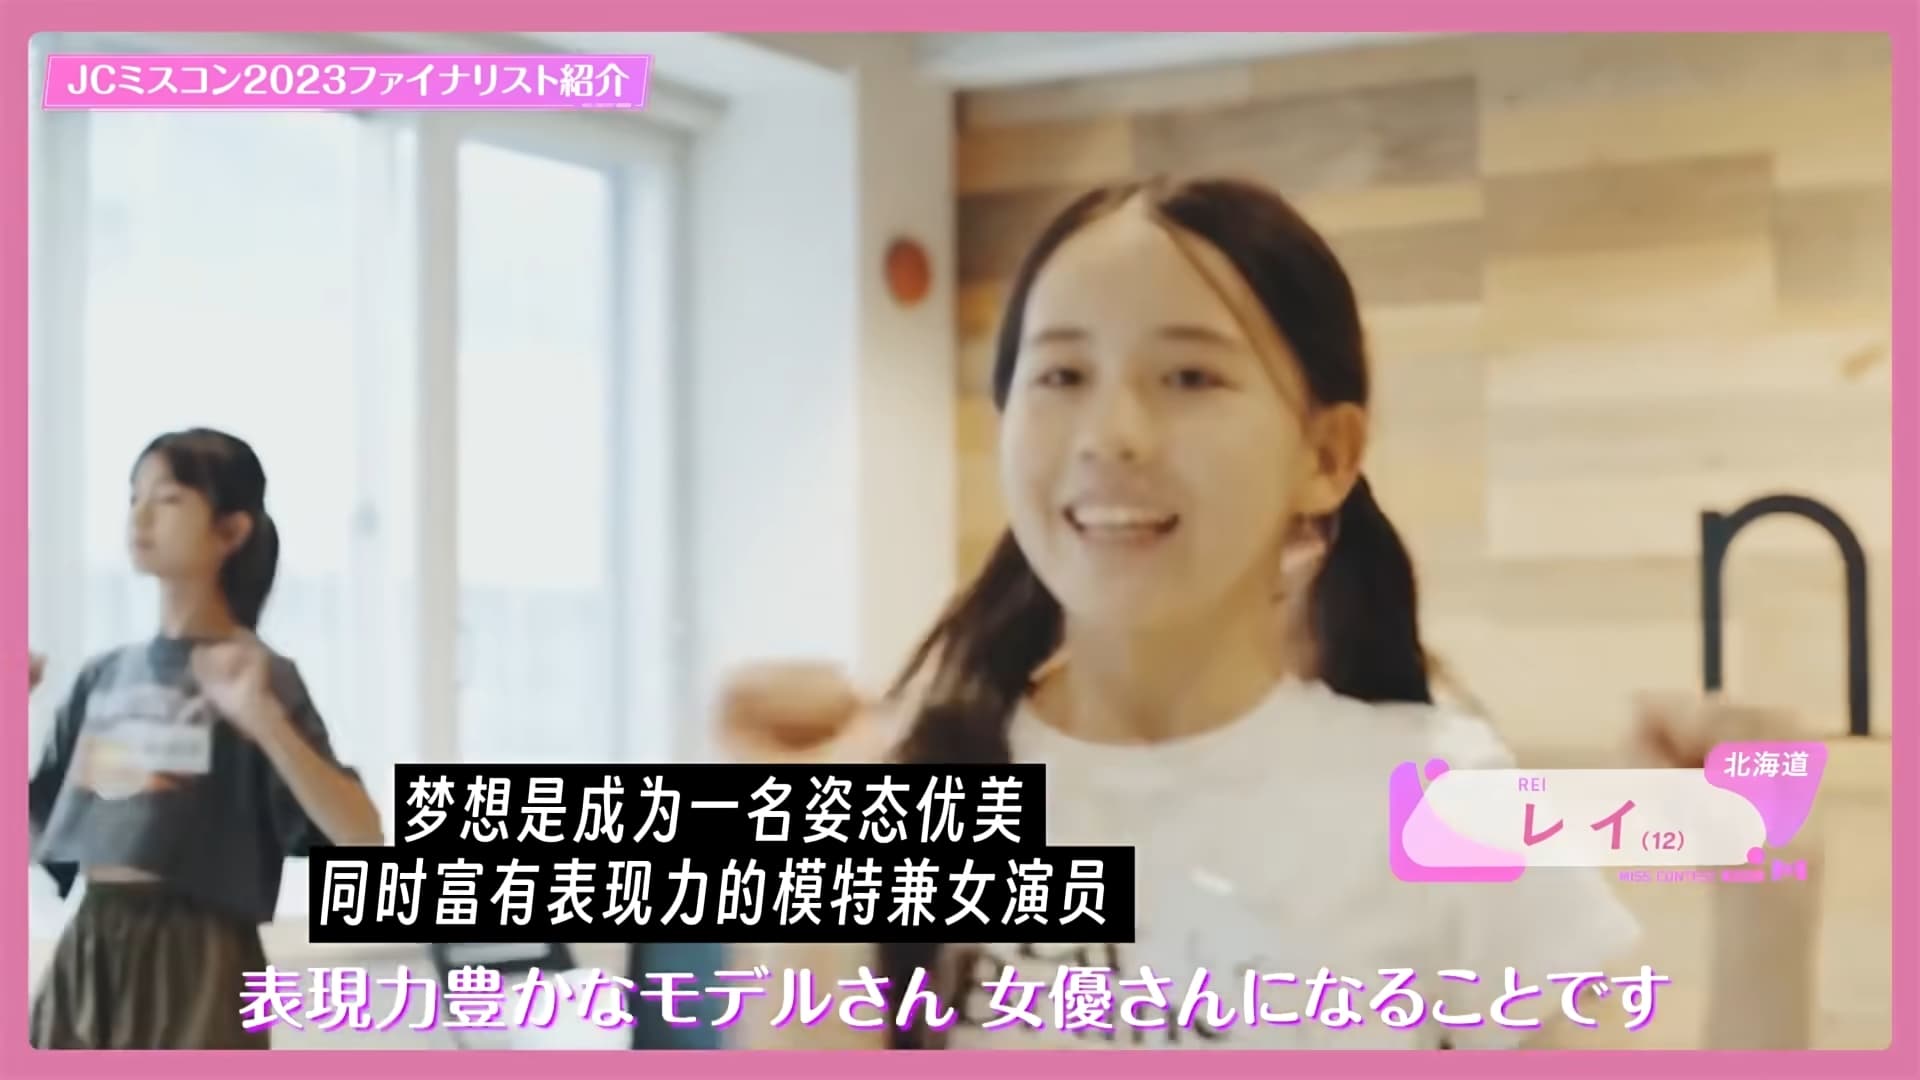 JCミスコン2023ファイナリスト紹介
北海道
REI
レイ(12)
梦想是成为一名姿态优美
同时富有表现力的模特兼女演员
表現力豊かなモデルさん 女優さんになることです